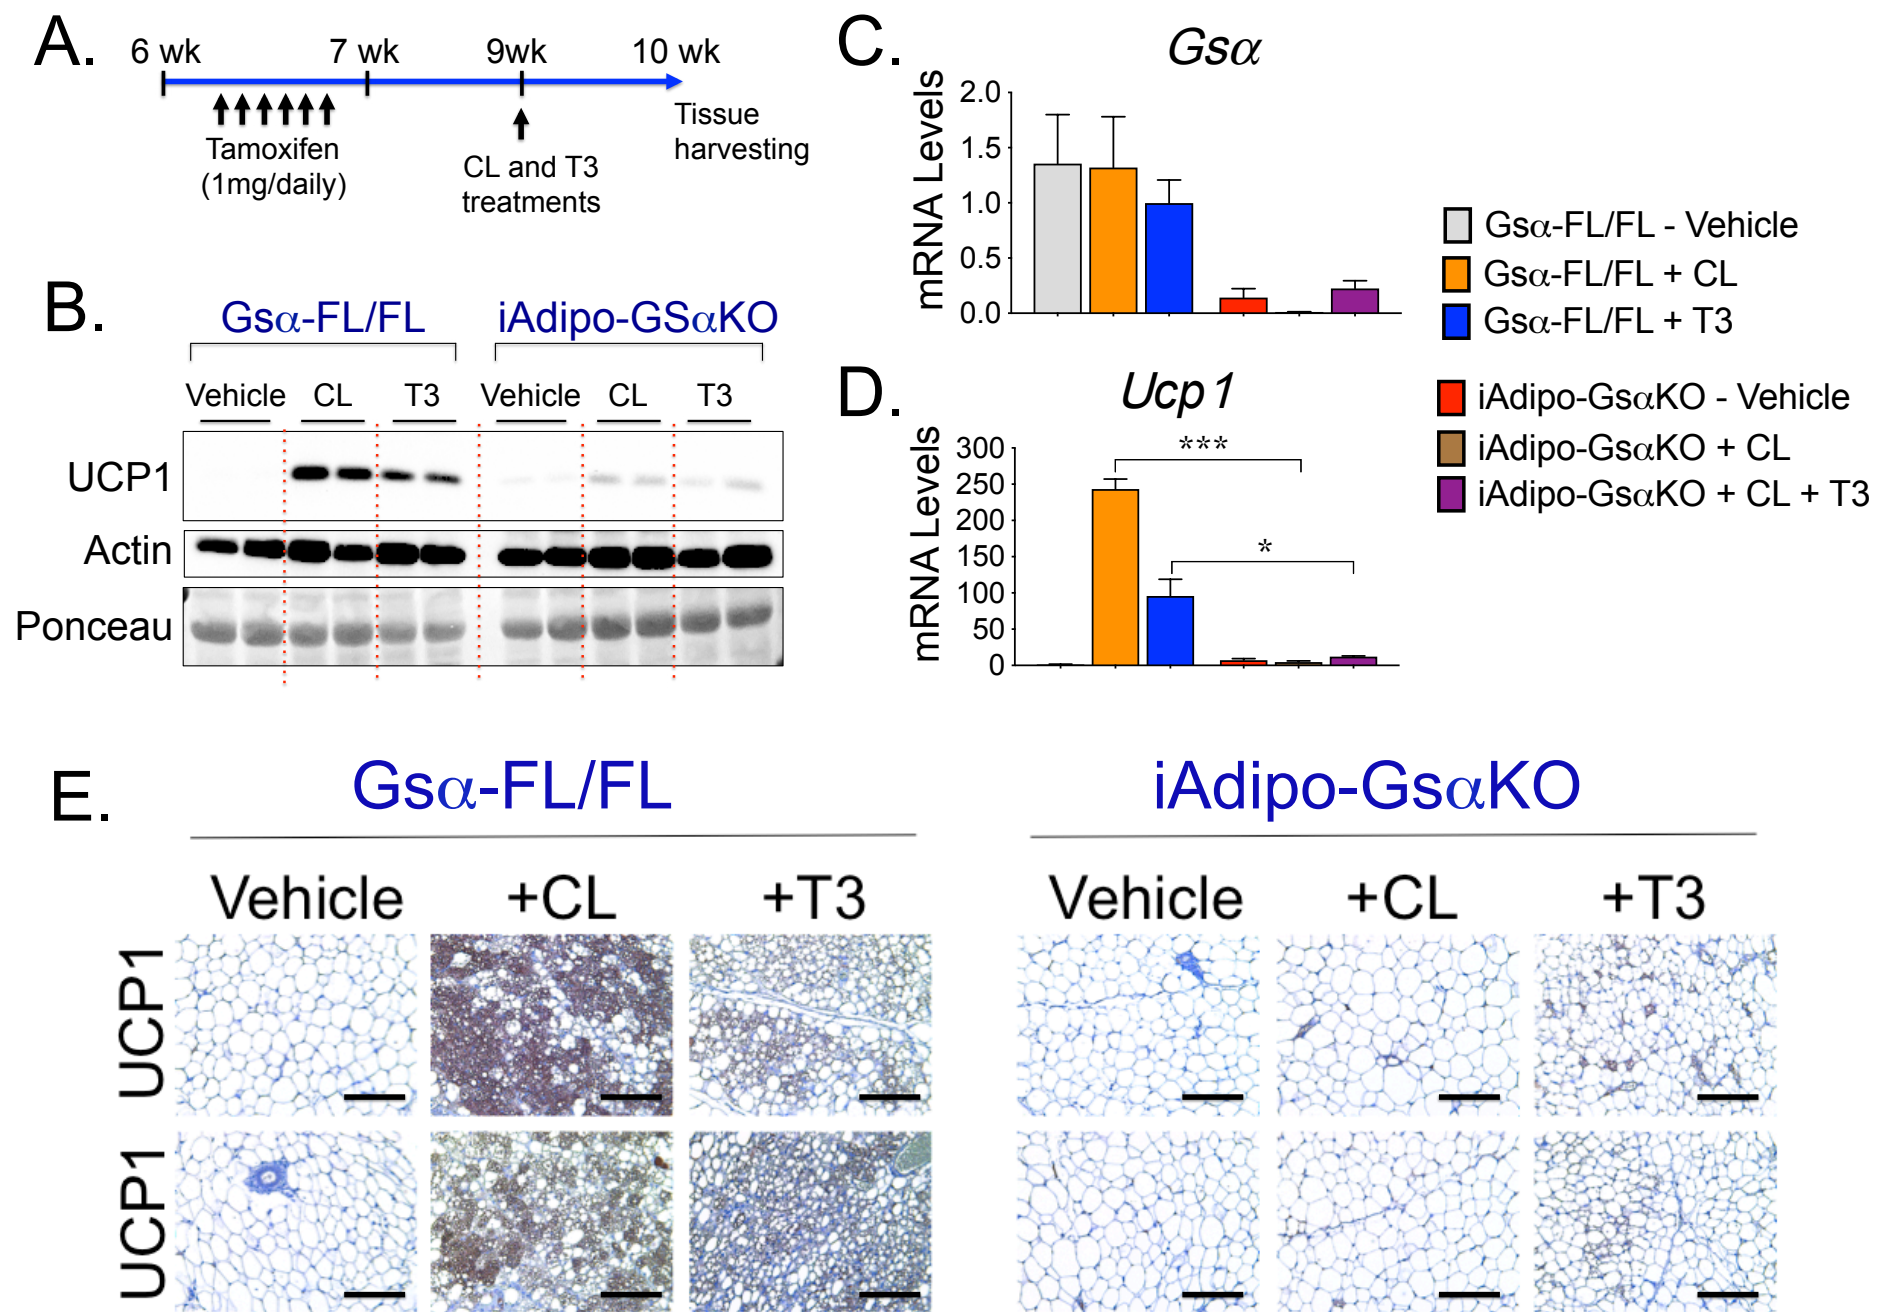 A.
6 wk
7 wk
9wk
10 wk
Tamoxifen
(1mg/daily)
CL and T3
treatments
Tissue
harvesting
B.
Gsα-FL/FL
iAdipo-GSαKO
Vehicle
CL
T3
Vehicle
CL
T3
UCP1
Actin
Ponceau
C.
Gsα
mRNA Levels
2.0
1.5
1.0
0.5
0.0
D.
Ucp1
mRNA Levels
300
250
200
150
100
50
0
***
*
Gsα-FL/FL - Vehicle
Gsα-FL/FL + CL
Gsα-FL/FL + T3
iAdipo-GsαKO - Vehicle
iAdipo-GsαKO + CL
iAdipo-GsαKO + CL + T3
E.
Gsα-FL/FL
iAdipo-GsαKO
Vehicle
+CL
+T3
Vehicle
+CL
+T3
UCP1
UCP1